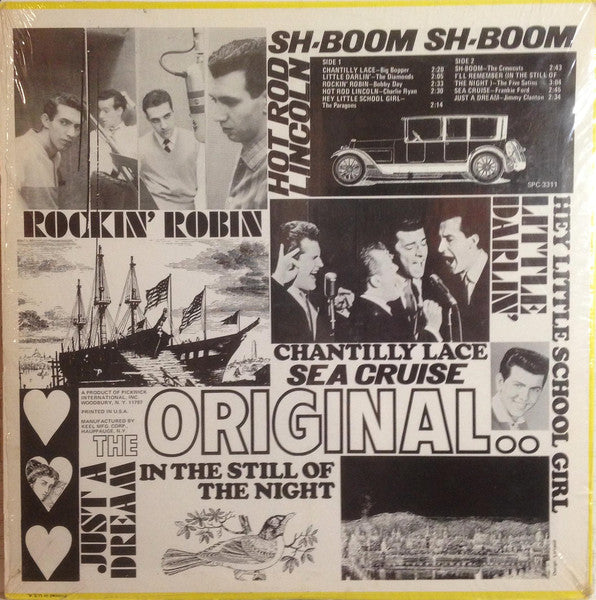 SH-BOOM SH-BOOM
HOT ROD
LINCOLN
SIDE 1
CHANTILLY LACE—Big Bopper 2:20
LITTLE DARLIN'—The Diamonds 2:05
ROCKIN' ROBIN—Bobby Day 2:33
HOT ROD LINCOLN—Charlie Ryan 2:30
HEY LITTLE SCHOOL GIRL—
The Paragons 2:14
SIDE 2
SH-BOOM—The Crewcuts 2:43
I'LL REMEMBER (IN THE STILL OF
THE NIGHT)—The Five Satins 3:04
SEA CRUISE—Frankie Ford 2:45
JUST A DREAM—Jimmy Clanton 2:34
SPC-3311
ROCKIN' ROBIN
LITTLE
DARLIN'
HEY LITTLE SCHOOL GIRL
CHANTILLY LACE
SEA CRUISE
A PRODUCT OF PICKWICK
INTERNATIONAL, INC.
WOODBURY, N. Y. 11797
PRINTED IN U.S.A.
MANUFACTURED BY
KEEL MFG. CORP.
HAUPPAUGE, N.Y.
THE ORIGINAL..
JUST A
DREAM
IN THE STILL OF
THE NIGHT